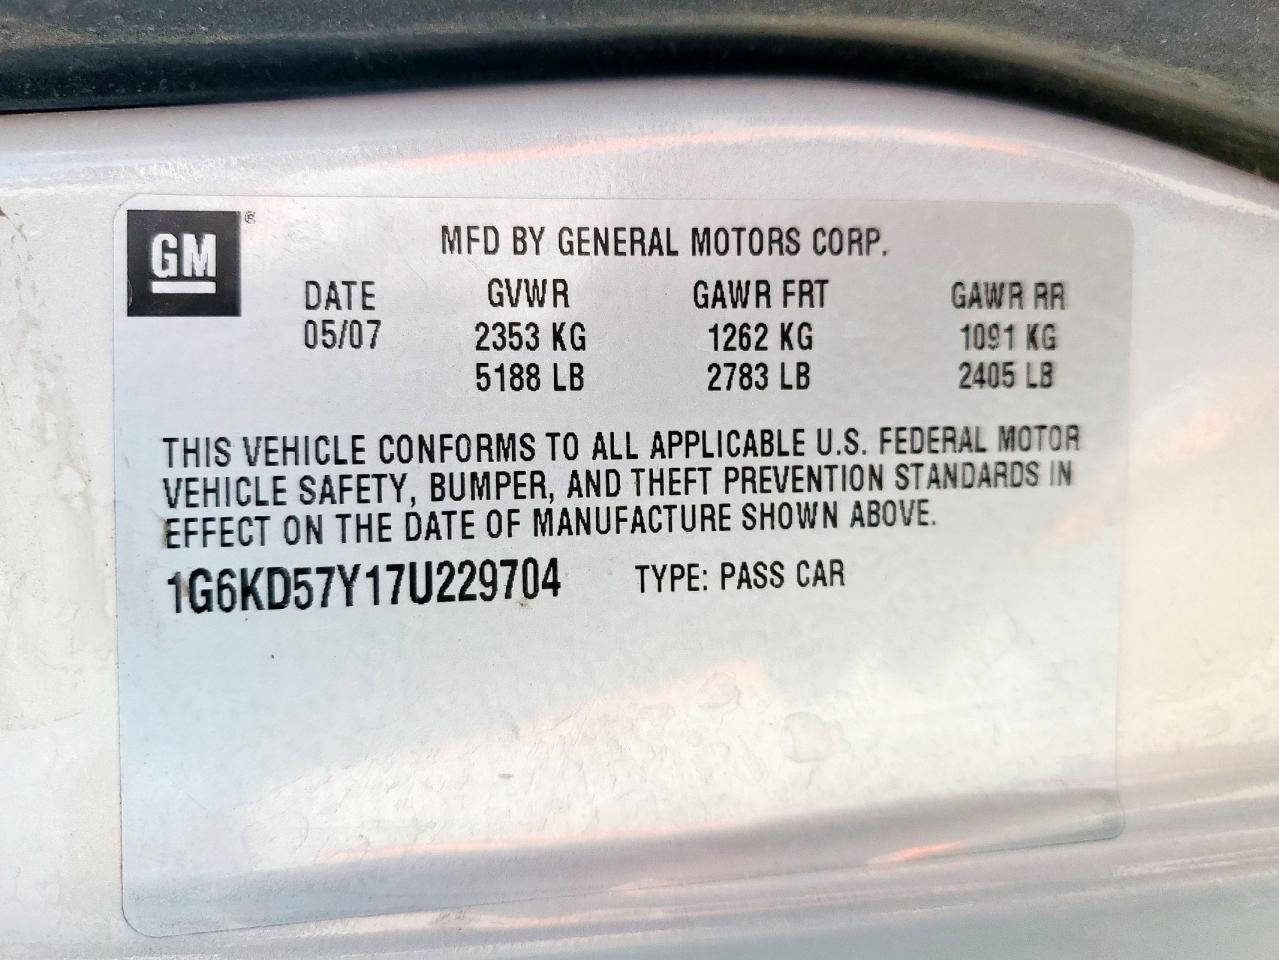 GM ®
MFD BY GENERAL MOTORS CORP.
DATE GVWR GAWR FRT GAWR RR
05/07 2353 KG 1262 KG 1091 KG
5188 LB 2783 LB 2405 LB
THIS VEHICLE CONFORMS TO ALL APPLICABLE U.S. FEDERAL MOTOR
VEHICLE SAFETY, BUMPER, AND THEFT PREVENTION STANDARDS IN
EFFECT ON THE DATE OF MANUFACTURE SHOWN ABOVE.
1G6KD57Y17U229704 TYPE: PASS CAR